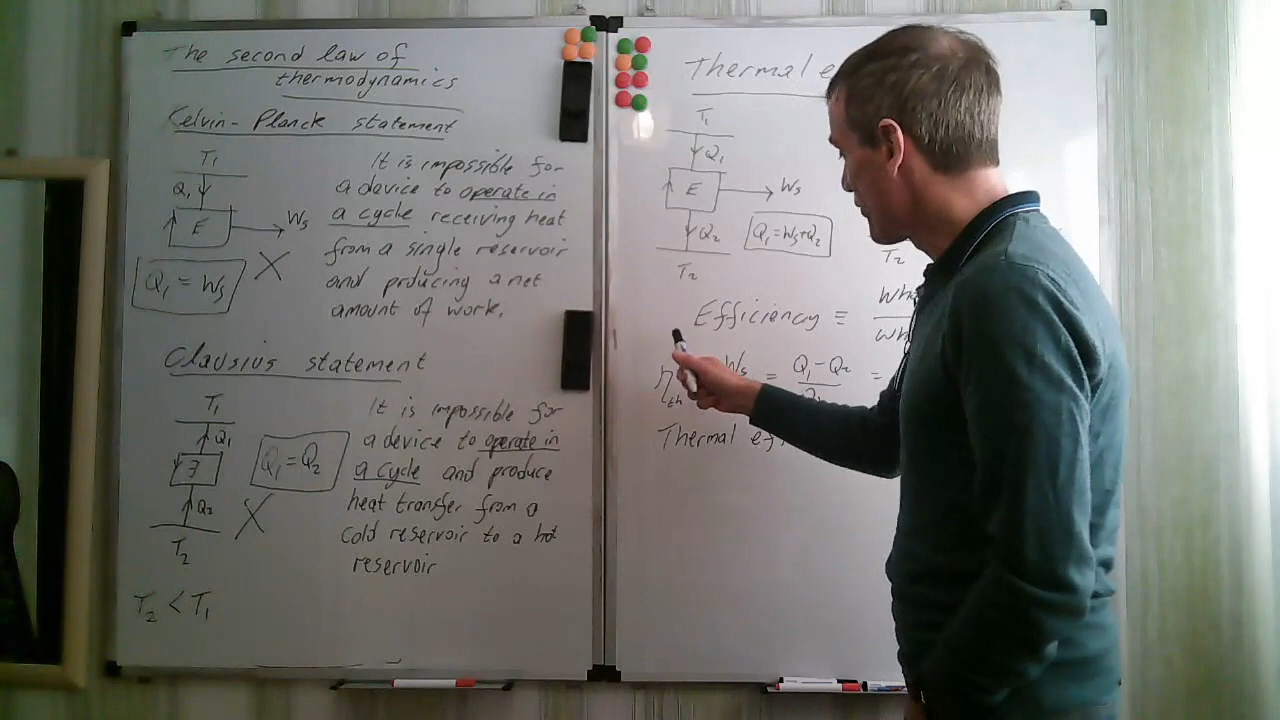 The second law of
thermodynamics
Kelvin-Planck statement
T1
Q1
E
Ws
Q1 = Ws
X
It is impossible for
a device to operate in
a cycle receiving heat
from a single reservoir
and producing a net
amount of work.
Clausius statement
T1
Q1
Q1=Q2
Q2
X
T2
It is impossible for
a device to operate in
a cycle and produce
heat transfer from a
cold reservoir to a hot
reservoir
T2 < T1
Thermal e
T1
Q1
E
Ws
Q2
Q1=Ws+Q2
T2
T2
Efficiency ≡
ηth
Ws = Q1-Q2 =
Thermal eff